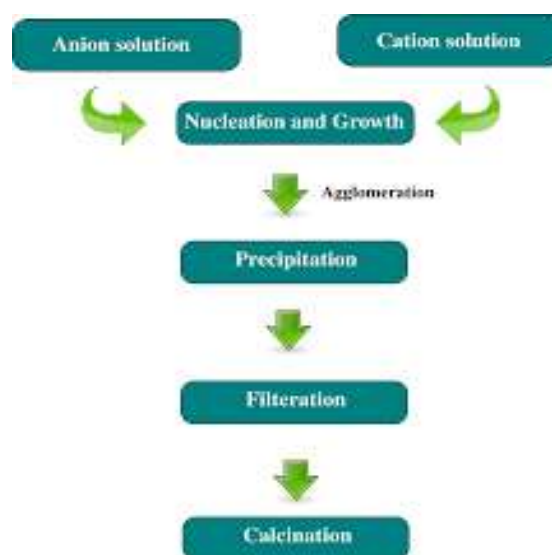 Anion solution
Cation solution
Nucleation and Growth
Agglomeration
Precipitation
Filteration
Calcination